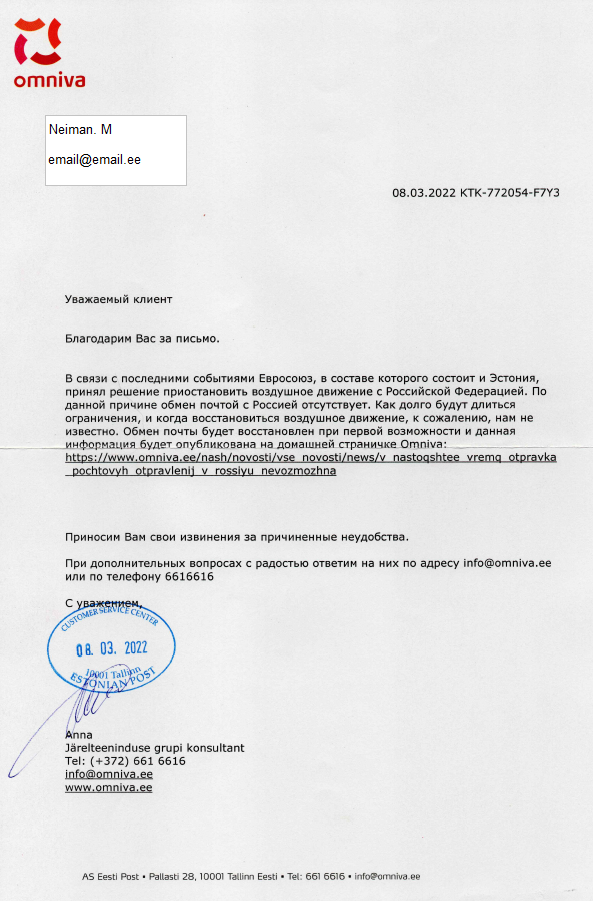 omniva
Neiman. M
email@email.ee
08.03.2022 KTK-772054-F7Y3
Уважаемый клиент
Благодарим Вас за письмо.
В связи с последними событиями Евросоюз, в составе которого состоит и Эстония,
принял решение приостановить воздушное движение с Российской Федерацией. По
данной причине обмен почтой с Россией отсутствует. Как долго будут длиться
ограничения, и когда восстановиться воздушное движение, к сожалению, нам не
известно. Обмен почты будет восстановлен при первой возможности и данная
информация будет опубликована на домашней страничке Omniva:
https://www.omniva.ee/nash/novosti/vse_novosti/news/v_nastoqshtee_vremq_otpravka
_pochtovyh_otpravlenij_v_rossiyu_nevozmozhna
Приносим Вам свои извинения за причиненные неудобства.
При дополнительных вопросах с радостью ответим на них по адресу info@omniva.ee
или по телефону 6616616
С уважением,
CUSTOMER SERVICE CENTER
08. 03. 2022
10001 Tallinn
ESTONIAN POST
Anna
Järelteeninduse grupi konsultant
Tel: (+372) 661 6616
info@omniva.ee
www.omniva.ee
AS Eesti Post • Pallasti 28, 10001 Tallinn Eesti • Tel: 661 6616 • info@omniva.ee